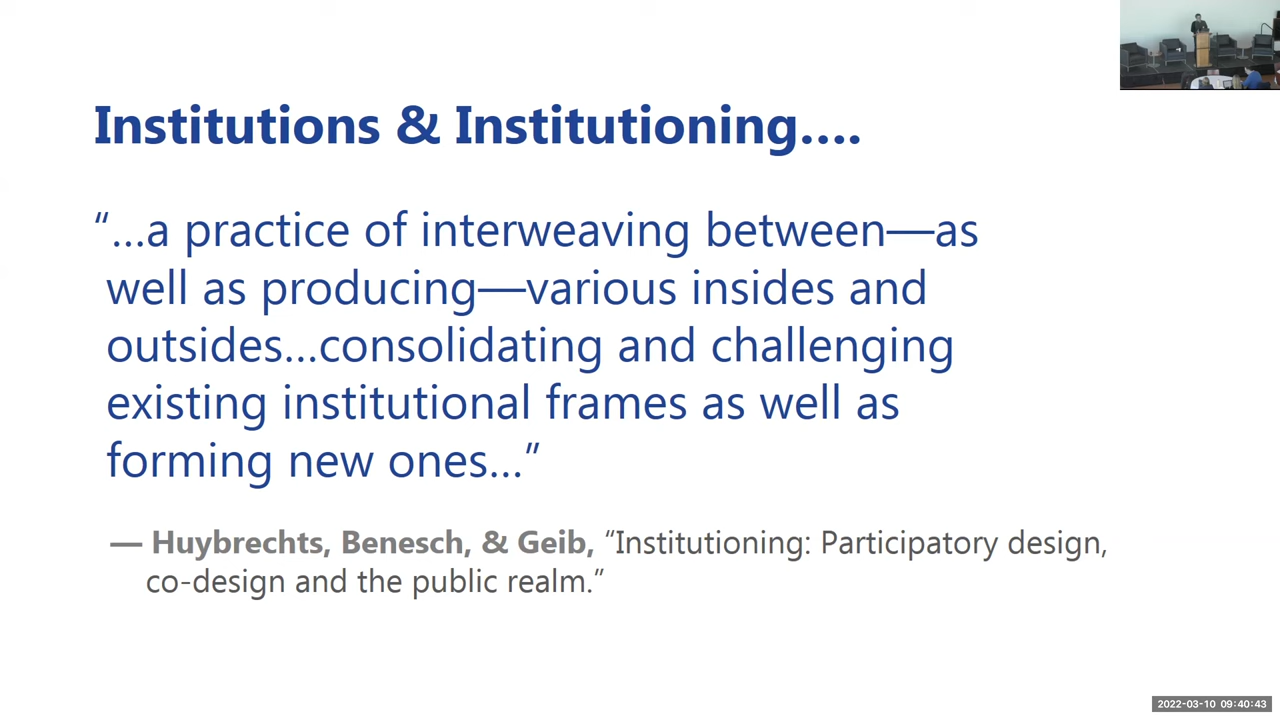 Institutions & Institutioning....
“...a practice of interweaving between—as
well as producing—various insides and
outsides...consolidating and challenging
existing institutional frames as well as
forming new ones...”
— Huybrechts, Benesch, & Geib, “Institutioning: Participatory design,
co-design and the public realm.”
2022-03-10 09:40:43